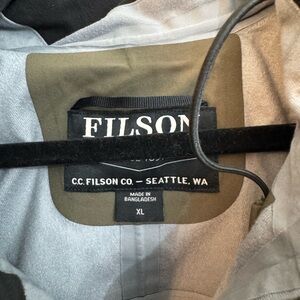 FILSON
C.C. FILSON CO. — SEATTLE, WA
MADE IN
BANGLADESH
XL